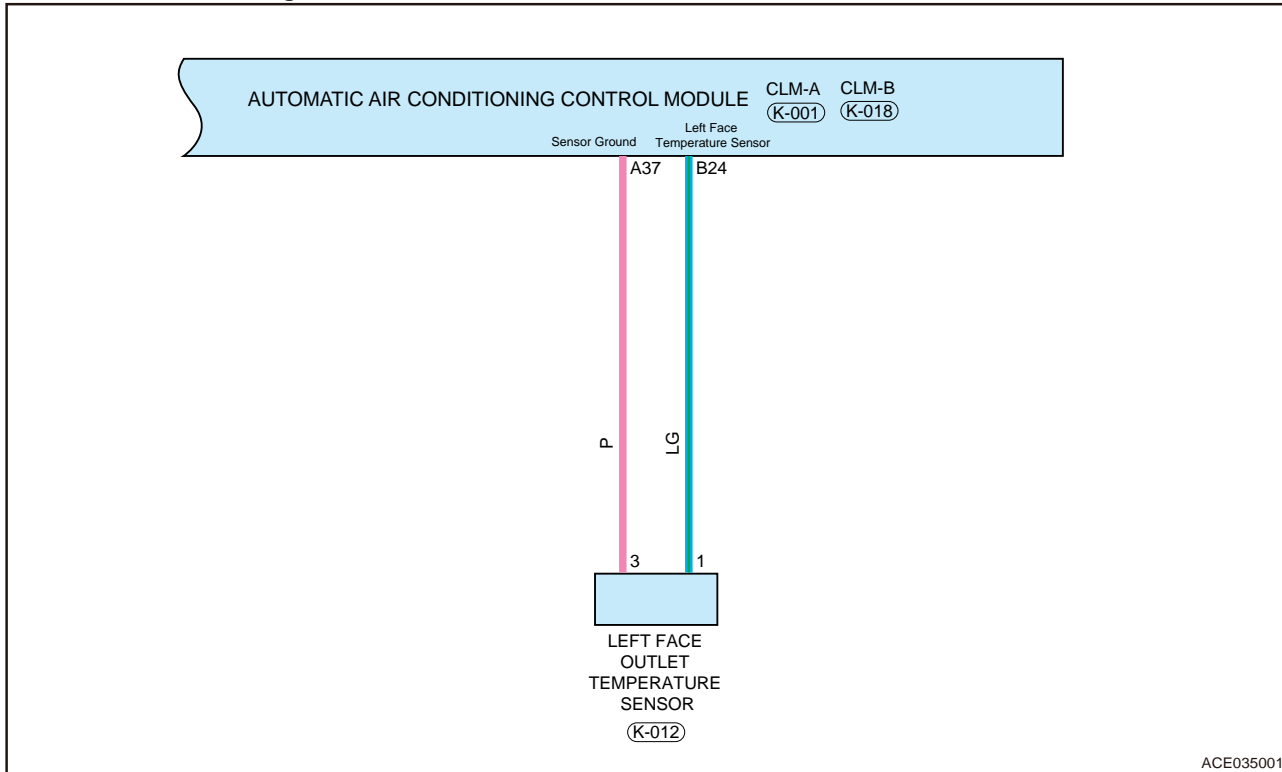 AUTOMATIC AIR CONDITIONING CONTROL MODULE
CLM-A CLM-B
K-001 K-018
Sensor Ground
Left Face
Temperature Sensor
A37 B24
P LG
3 1
LEFT FACE
OUTLET
TEMPERATURE
SENSOR
K-012
ACE035001